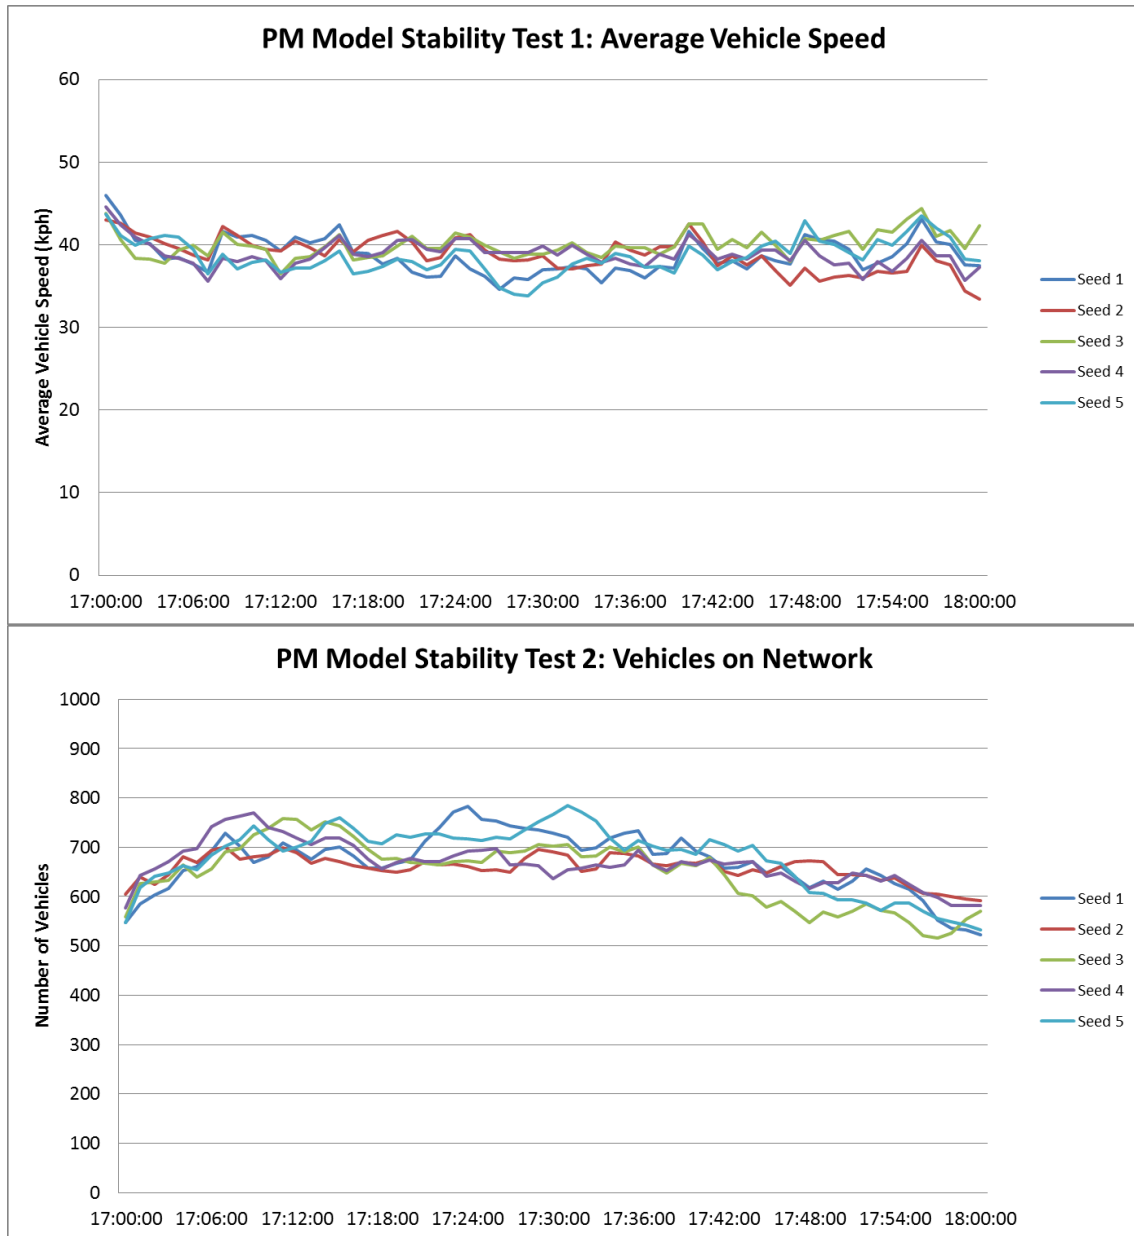 PM Model Stability Test 1: Average Vehicle Speed
60
50
40
30
20
10
0
Average Vehicle Speed (kph)
17:00:00 17:06:00 17:12:00 17:18:00 17:24:00 17:30:00 17:36:00 17:42:00 17:48:00 17:54:00 18:00:00
Seed 1
Seed 2
Seed 3
Seed 4
Seed 5
PM Model Stability Test 2: Vehicles on Network
1000
900
800
700
600
500
400
300
200
100
0
Number of Vehicles
17:00:00 17:06:00 17:12:00 17:18:00 17:24:00 17:30:00 17:36:00 17:42:00 17:48:00 17:54:00 18:00:00
Seed 1
Seed 2
Seed 3
Seed 4
Seed 5